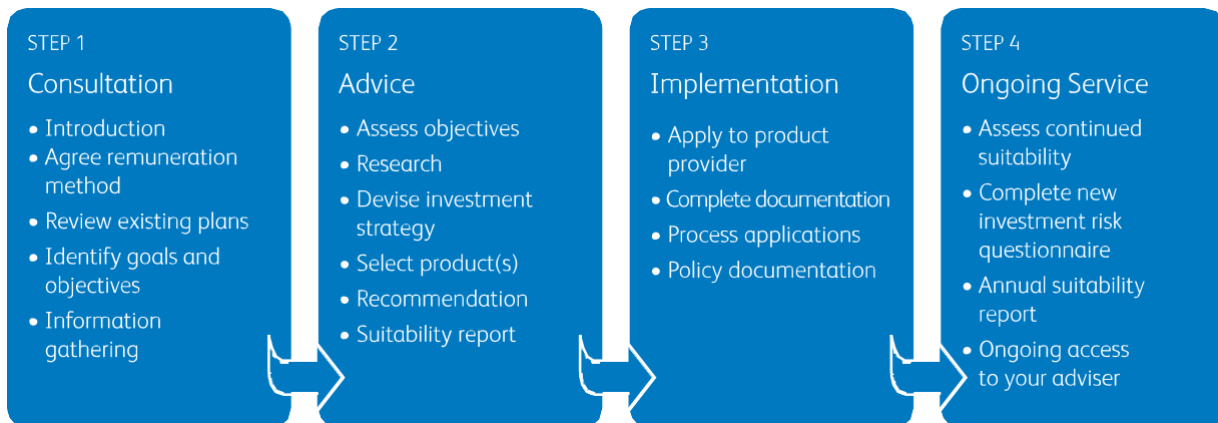 STEP 1
Consultation
• Introduction
• Agree remuneration
method
• Review existing plans
• Identify goals and
objectives
• Information
gathering
STEP 2
Advice
• Assess objectives
• Research
• Devise investment
strategy
• Select product(s)
• Recommendation
• Suitability report
STEP 3
Implementation
• Apply to product
provider
• Complete documentation
• Process applications
• Policy documentation
STEP 4
Ongoing Service
• Assess continued
suitability
• Complete new
investment risk
questionnaire
• Annual suitability
report
• Ongoing access
to your adviser